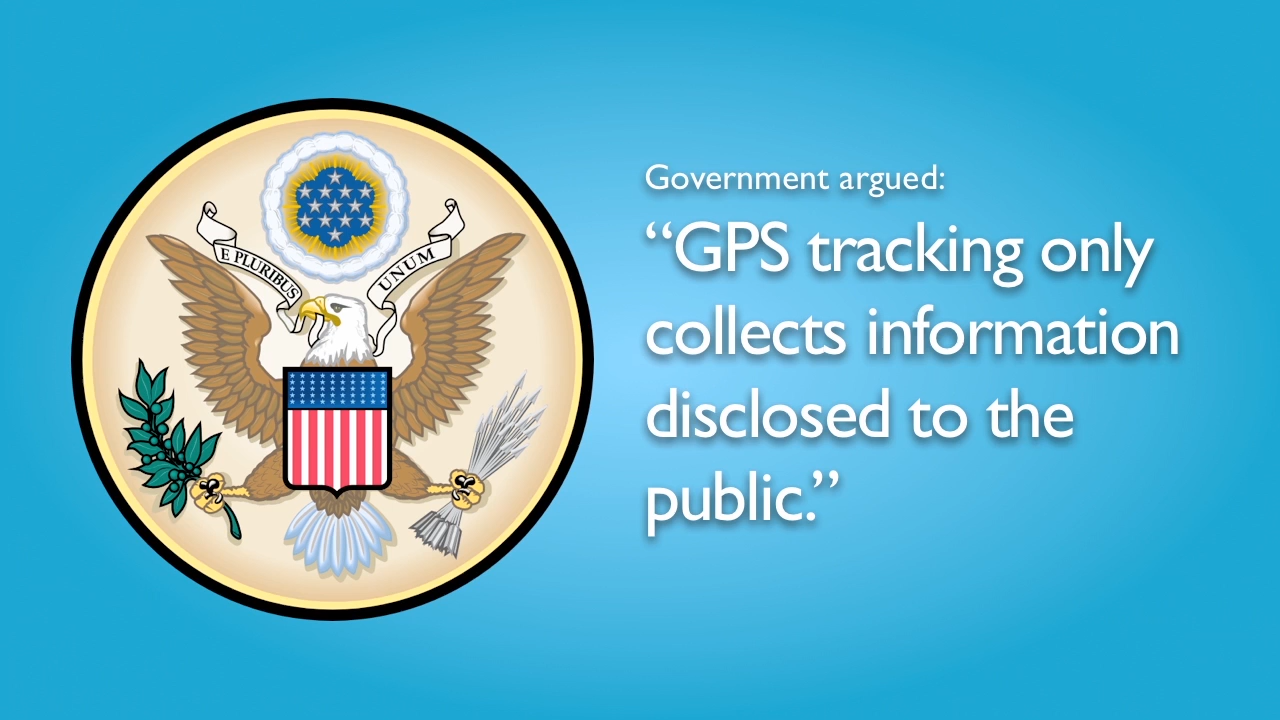 E PLURIBUS UNUM
Government argued:
“GPS tracking only
collects information
disclosed to the
public.”